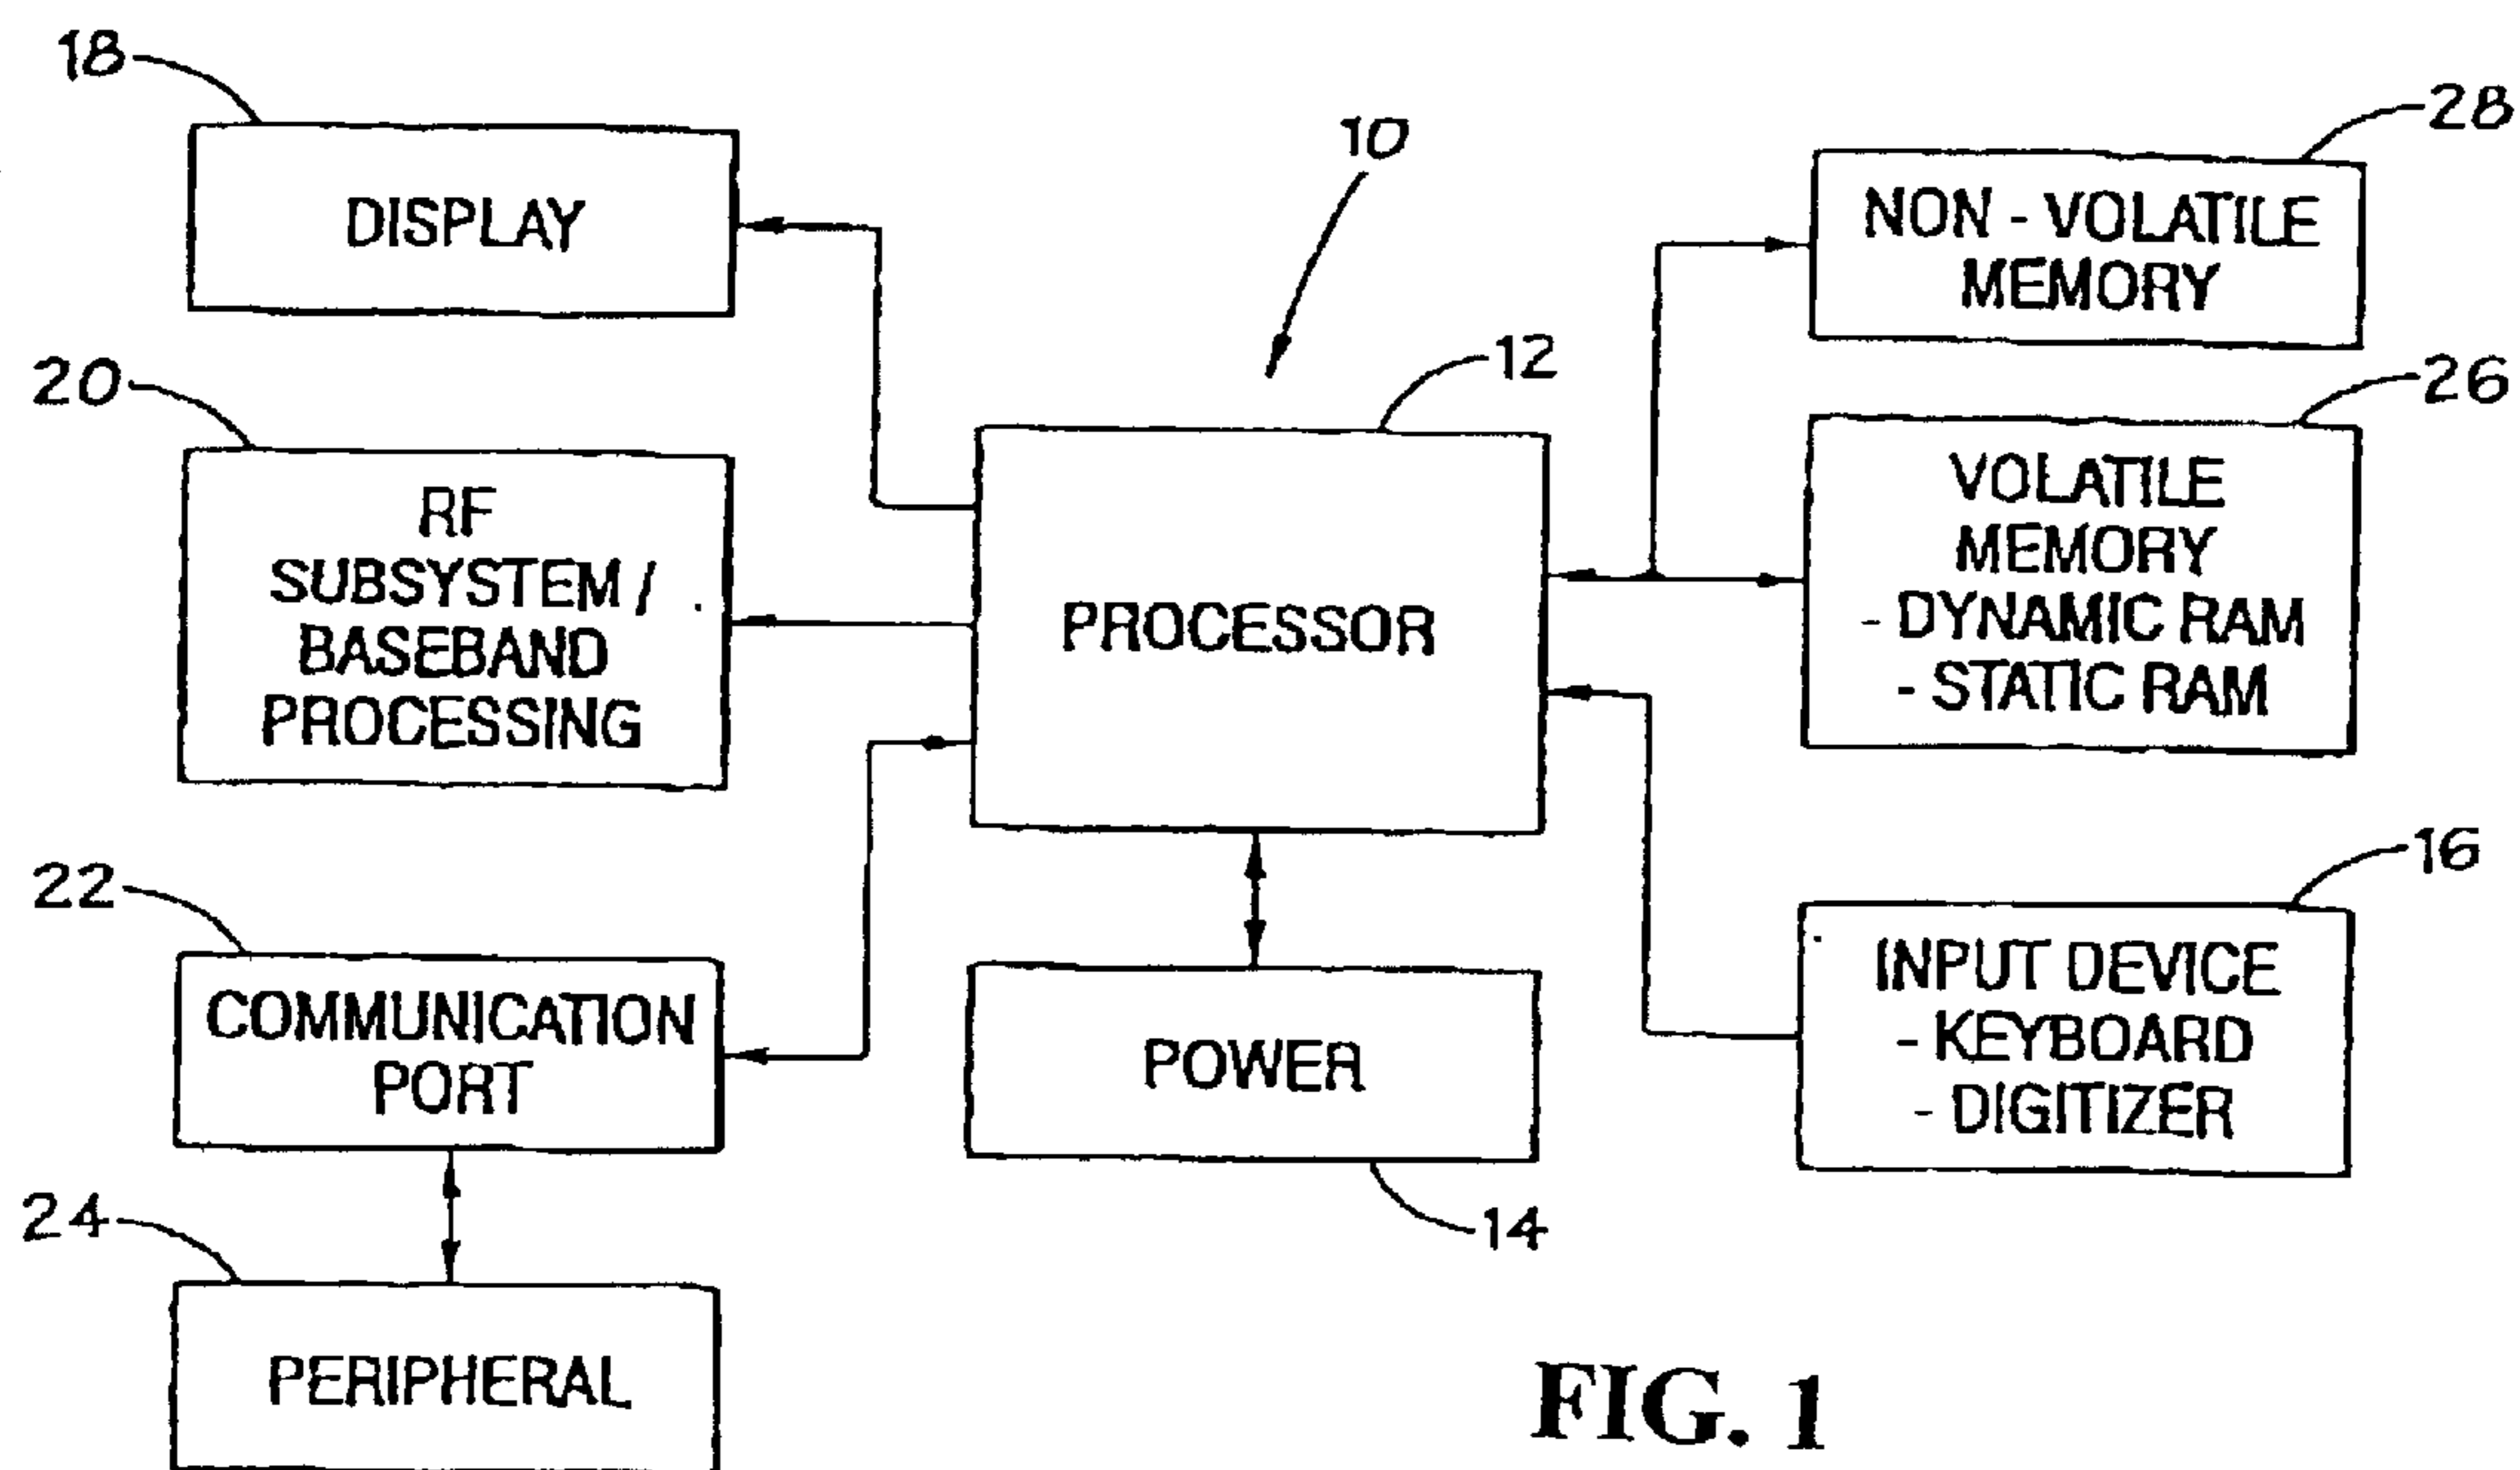 18
DISPLAY
10
28
NON - VOLATILE
MEMORY
20
RF
SUBSYSTEM /
BASEBAND
PROCESSING
12
PROCESSOR
26
VOLATILE
MEMORY
- DYNAMIC RAM
- STATIC RAM
22
COMMUNICATION
PORT
POWER
14
16
INPUT DEVICE
- KEYBOARD
- DIGITIZER
24
PERIPHERAL
FIG. 1